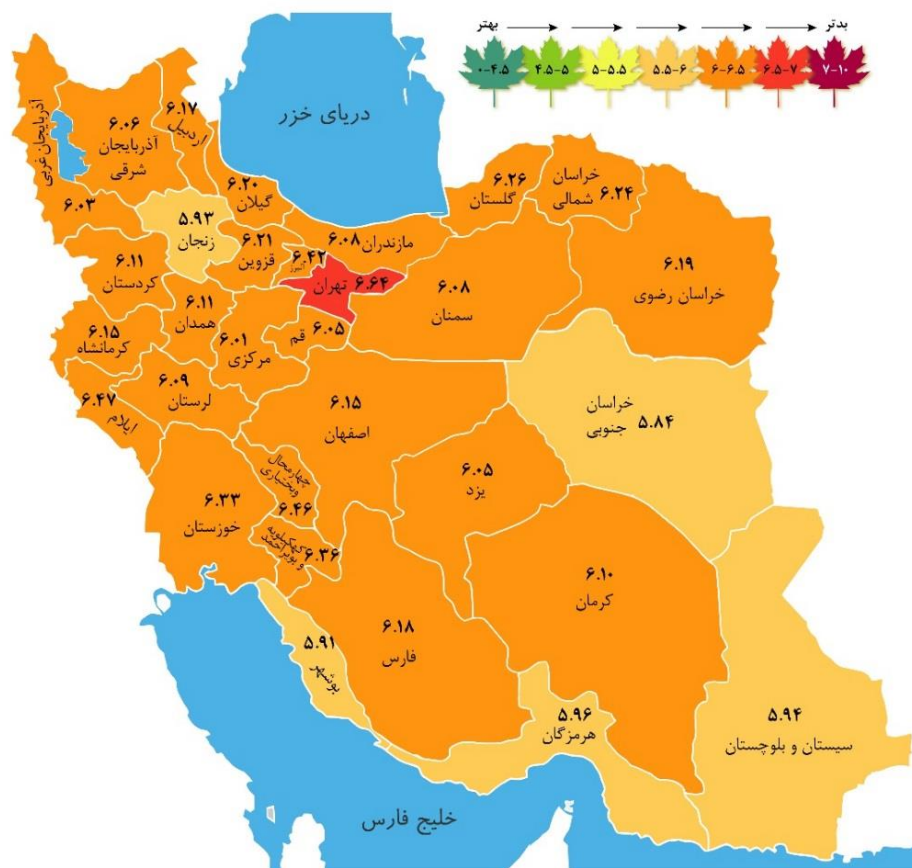 بهتر
بدتر
۰-۴.۵
۴.۵-۵
۵-۵.۵
۵.۵-۶
۶-۶.۵
۶.۵-۷
۷-۱۰
دریای خزر
آذربایجان غربی
۶.۰۳
۶.۰۶
آذربایجان
شرقی
۶.۱۷
اردبیل
۶.۲۰
گیلان
۵.۹۳
زنجان
۶.۲۱
قزوین
۶.۴۲
البرز
مازندران ۶.۰۸
۶.۲۶
گلستان
خراسان
شمالی
۶.۲۴
۶.۱۹
خراسان رضوی
۶.۰۸
سمنان
تهران ۶.۶۴
قم ۶.۰۵
۶.۱۱
کردستان
۶.۱۱
همدان
۶.۰۱
مرکزی
۶.۱۵
کرمانشاه
۶.۰۹
لرستان
۶.۴۷
ایلام
۶.۱۵
اصفهان
خراسان
جنوبی
۵.۸۴
۶.۰۵
یزد
چهارمحال
وبختیاری
۶.۴۶
۶.۳۳
خوزستان
کهکیلویه
و بویراحمد
۶.۳۶
۶.۱۰
کرمان
۶.۱۸
فارس
۵.۹۱
بوشهر
۵.۹۶
هرمزگان
۵.۹۴
سیستان و بلوچستان
خلیج فارس